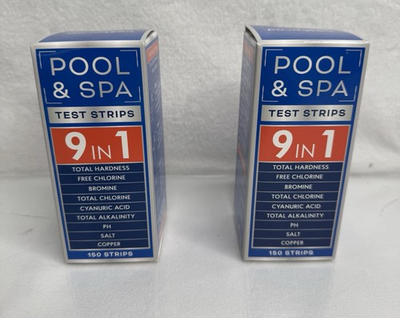 POOL
& SPA
TEST STRIPS
9 IN 1
TOTAL HARDNESS
FREE CHLORINE
BROMINE
TOTAL CHLORINE
CYANURIC ACID
TOTAL ALKALINITY
PH
SALT
COPPER
150 STRIPS
POOL
& SPA
TEST STRIPS
9 IN 1
TOTAL HARDNESS
FREE CHLORINE
BROMINE
TOTAL CHLORINE
CYANURIC ACID
TOTAL ALKALINITY
PH
SALT
COPPER
150 STRIPS